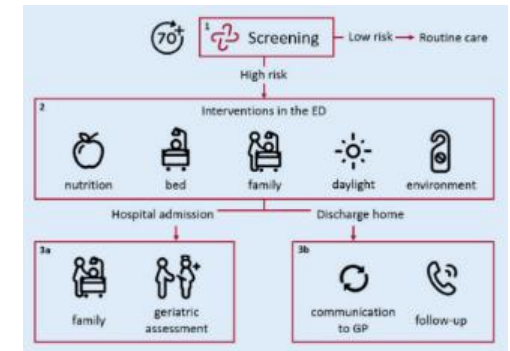 70+
1 Screening
Low risk
Routine care
High risk
2
Interventions in the ED
nutrition
bed
family
daylight
environment
Hospital admission
Discharge home
3a
family
geriatric
assessment
3b
communication
to GP
follow-up